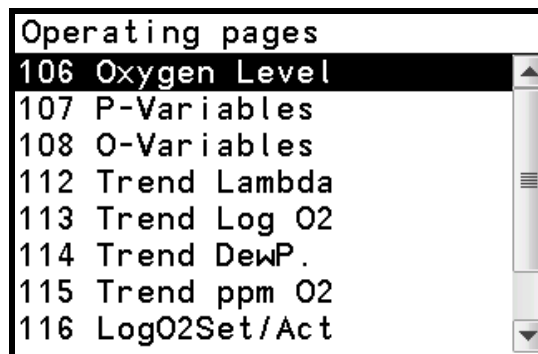 Operating pages
106 Oxygen Level
107 P-Variables
108 O-Variables
112 Trend Lambda
113 Trend Log O2
114 Trend DewP.
115 Trend ppm O2
116 LogO2Set/Act